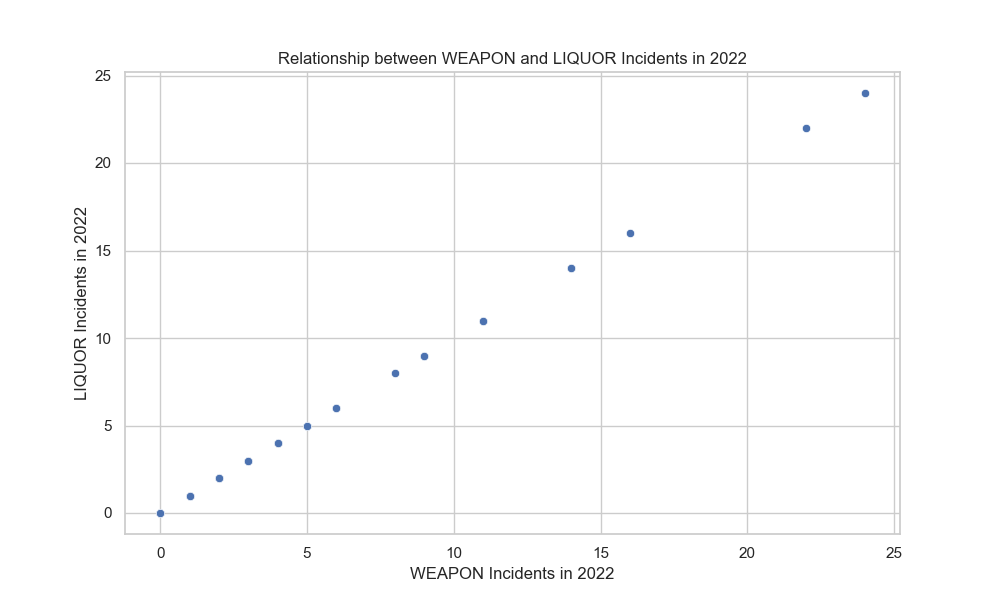 Relationship between WEAPON and LIQUOR Incidents in 2022
25
20
15
10
5
0
LIQUOR Incidents in 2022
0 5 10 15 20 25
WEAPON Incidents in 2022